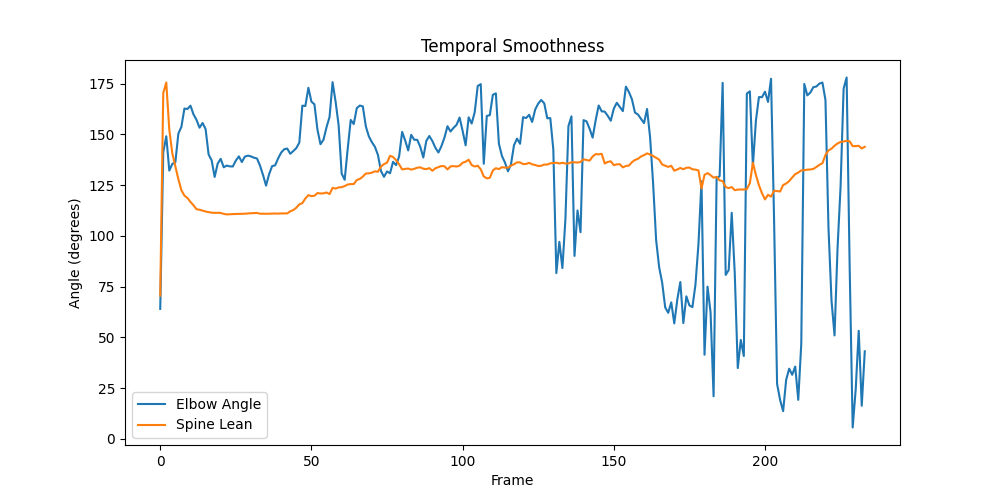 Temporal Smoothness
Angle (degrees)
175
150
125
100
75
50
25
0
Elbow Angle
Spine Lean
0 50 100 150 200
Frame